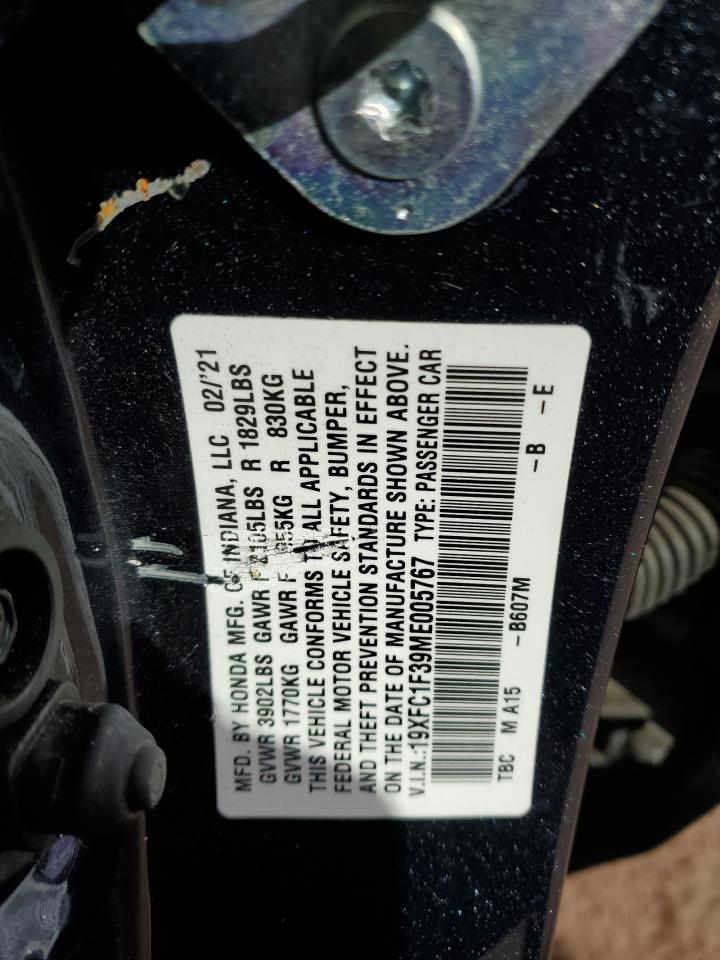 MFD. BY HONDA MFG. OF INDIANA, LLC 02/'21
GVWR 3902LBS GAWR F 2105LBS R 1829LBS
GVWR 1770KG GAWR F 955KG R 830KG
THIS VEHICLE CONFORMS TO ALL APPLICABLE
FEDERAL MOTOR VEHICLE SAFETY, BUMPER,
AND THEFT PREVENTION STANDARDS IN EFFECT
ON THE DATE OF MANUFACTURE SHOWN ABOVE.
V.I.N.:19XFC1F39ME005767 TYPE: PASSENGER CAR
TBC M A15 -B607M -B -E